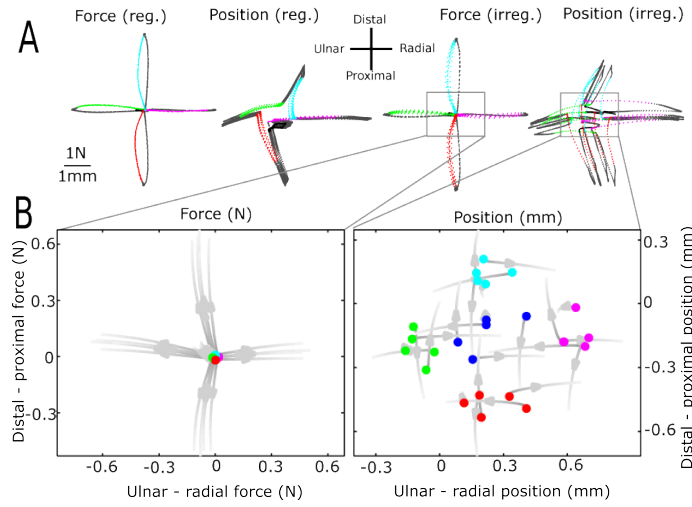 A
Force (reg.)
Position (reg.)
Force (irreg.)
Position (irreg.)
Distal
Ulnar
Radial
Proximal
1N
1mm
B
Force (N)
Position (mm)
Distal - proximal force (N)
0.6
0.3
0
-0.3
-0.6
-0.3
0
0.3
0.6
Ulnar - radial force (N)
0.3
0
-0.3
-0.6
Distal - proximal position (mm)
-0.3
0
0.3
0.6
Ulnar - radial position (mm)